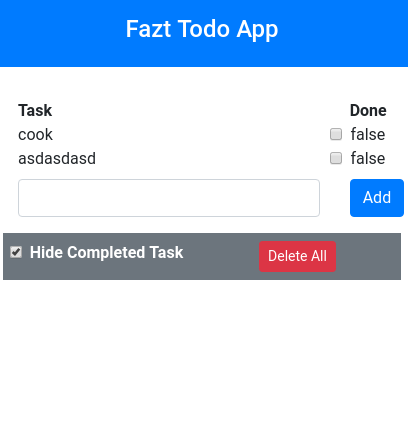 Fazt Todo App
Task Done
cook false
asdasdasd false
Add
Hide Completed Task Delete All